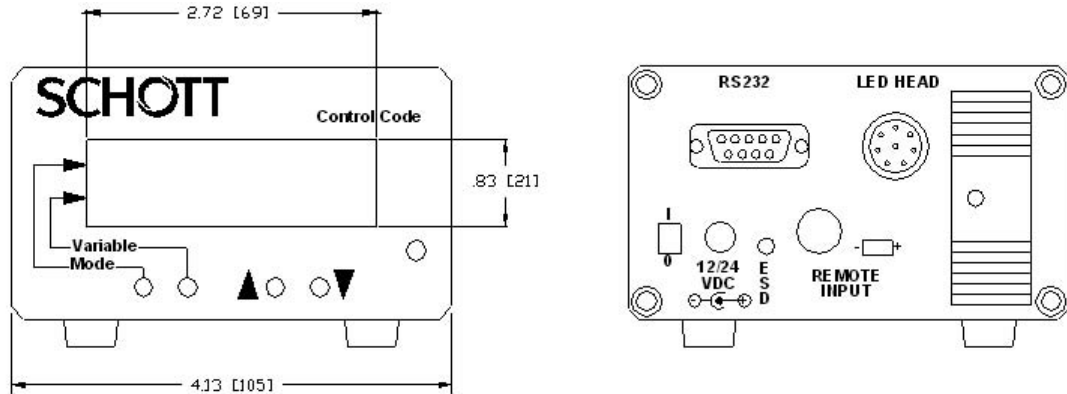 2.72 [69]
SCHOTT
Control Code
.83 [21]
Variable
Mode
4.13 [105]
RS232
LED HEAD
I
0
12/24
VDC
ESD
REMOTE
INPUT
- +